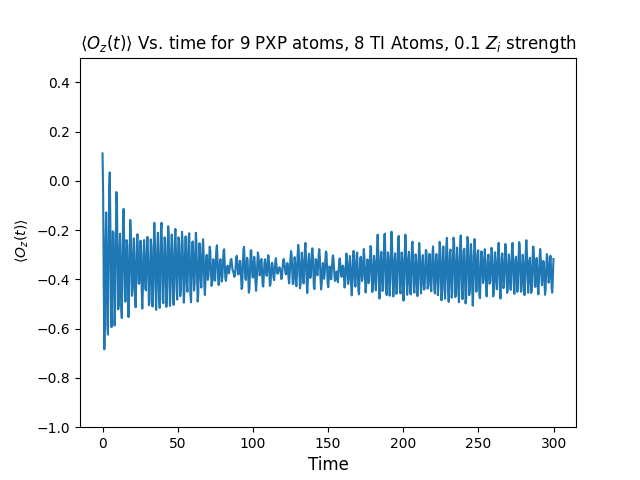 ⟨O_z(t)⟩ Vs. time for 9 PXP atoms, 8 TI Atoms, 0.1 Z_i strength
0.4
0.2
0.0
−0.2
−0.4
−0.6
−0.8
−1.0
⟨O_z(t)⟩
0 50 100 150 200 250 300
Time